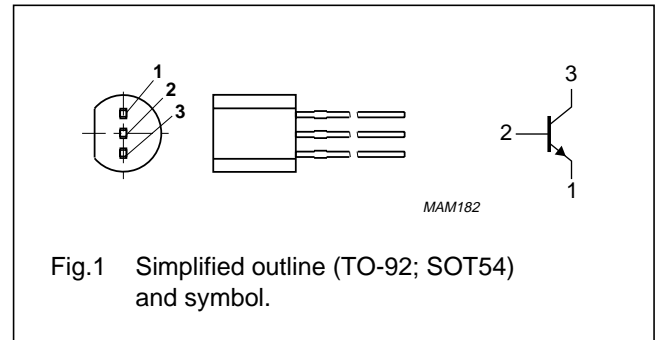 1
2
3
3
2
1
MAM182
Fig.1 Simplified outline (TO-92; SOT54)
and symbol.